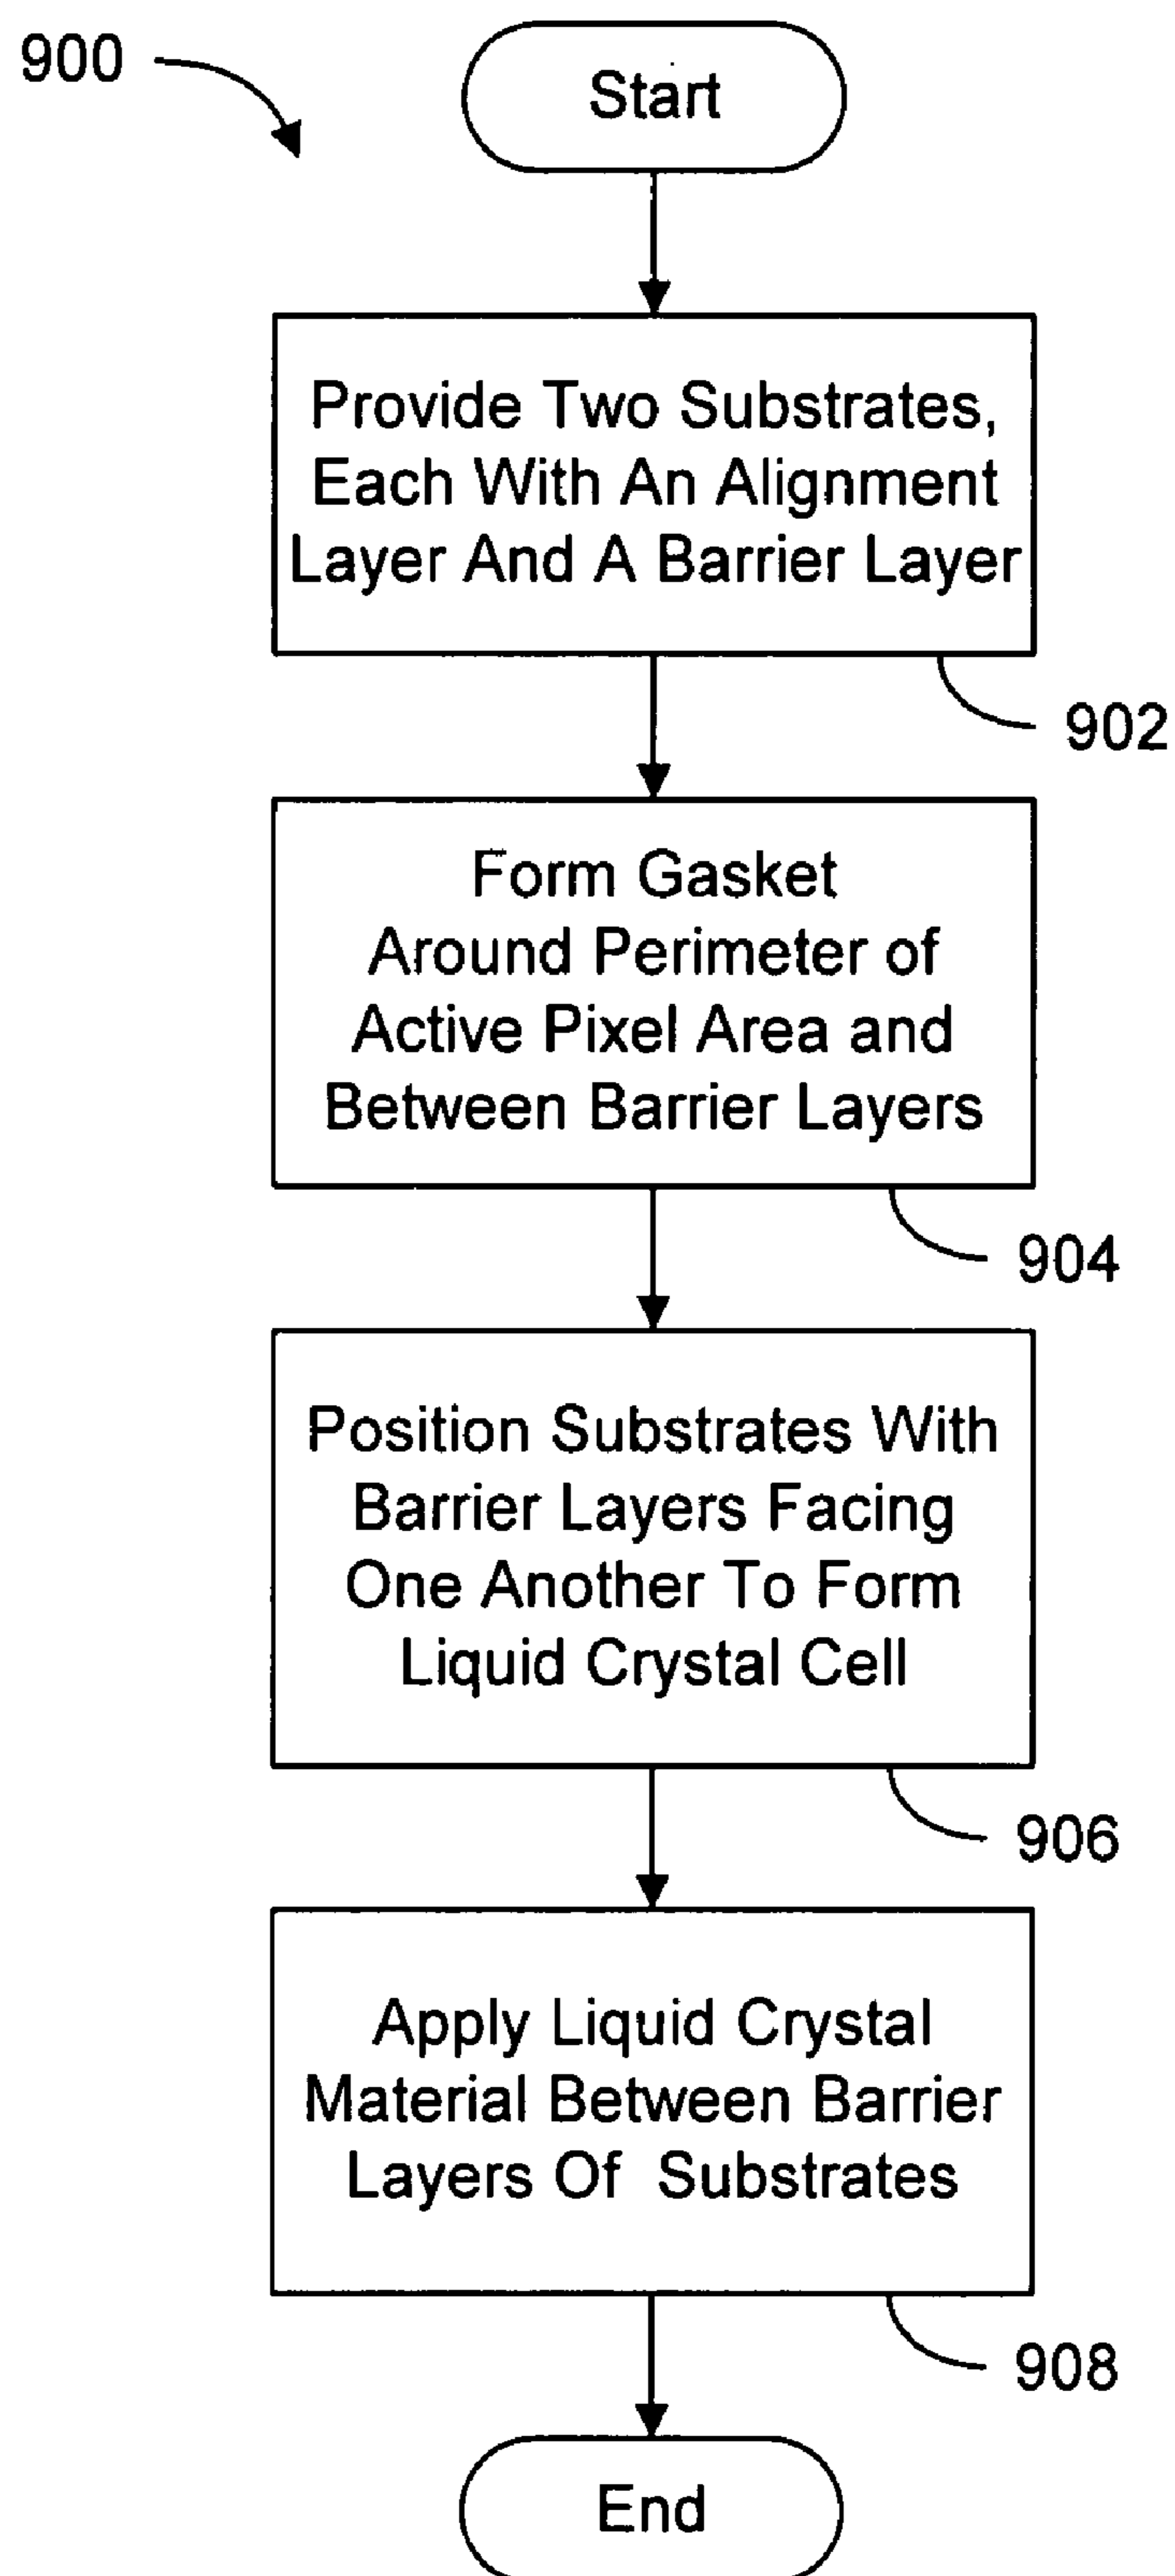 900
Start
Provide Two Substrates,
Each With An Alignment
Layer And A Barrier Layer
902
Form Gasket
Around Perimeter of
Active Pixel Area and
Between Barrier Layers
904
Position Substrates With
Barrier Layers Facing
One Another To Form
Liquid Crystal Cell
906
Apply Liquid Crystal
Material Between Barrier
Layers Of Substrates
908
End